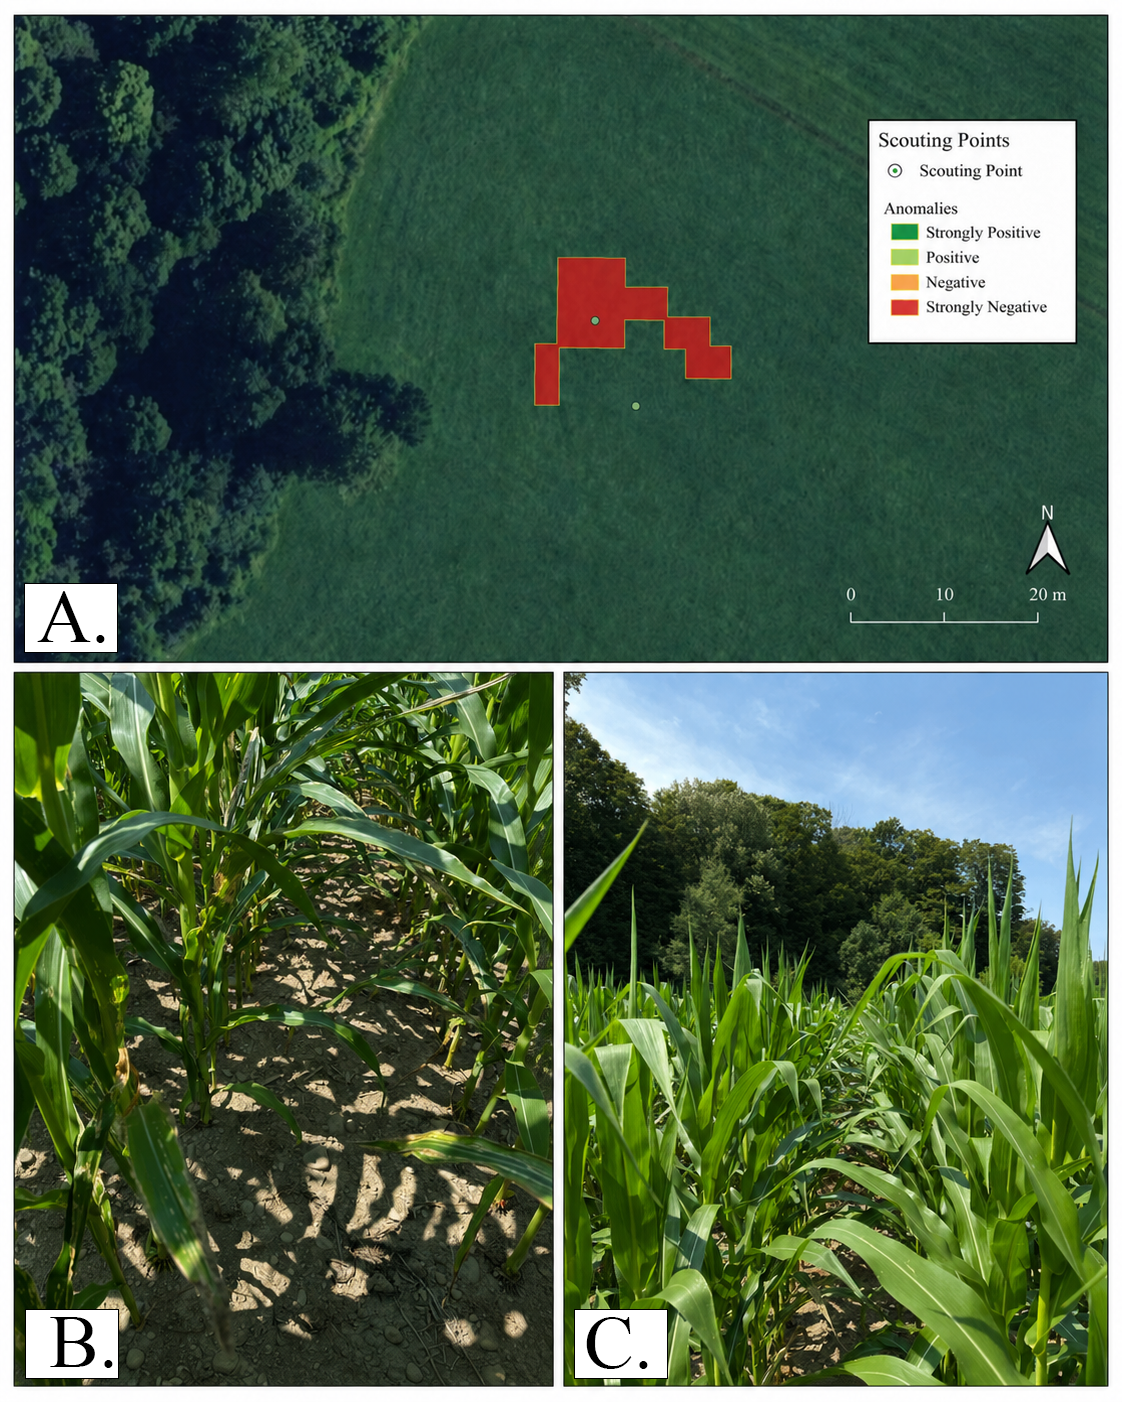 Scouting Points
Scouting Point
Anomalies
Strongly Positive
Positive
Negative
Strongly Negative
N
0 10 20 m
A.
B.
C.